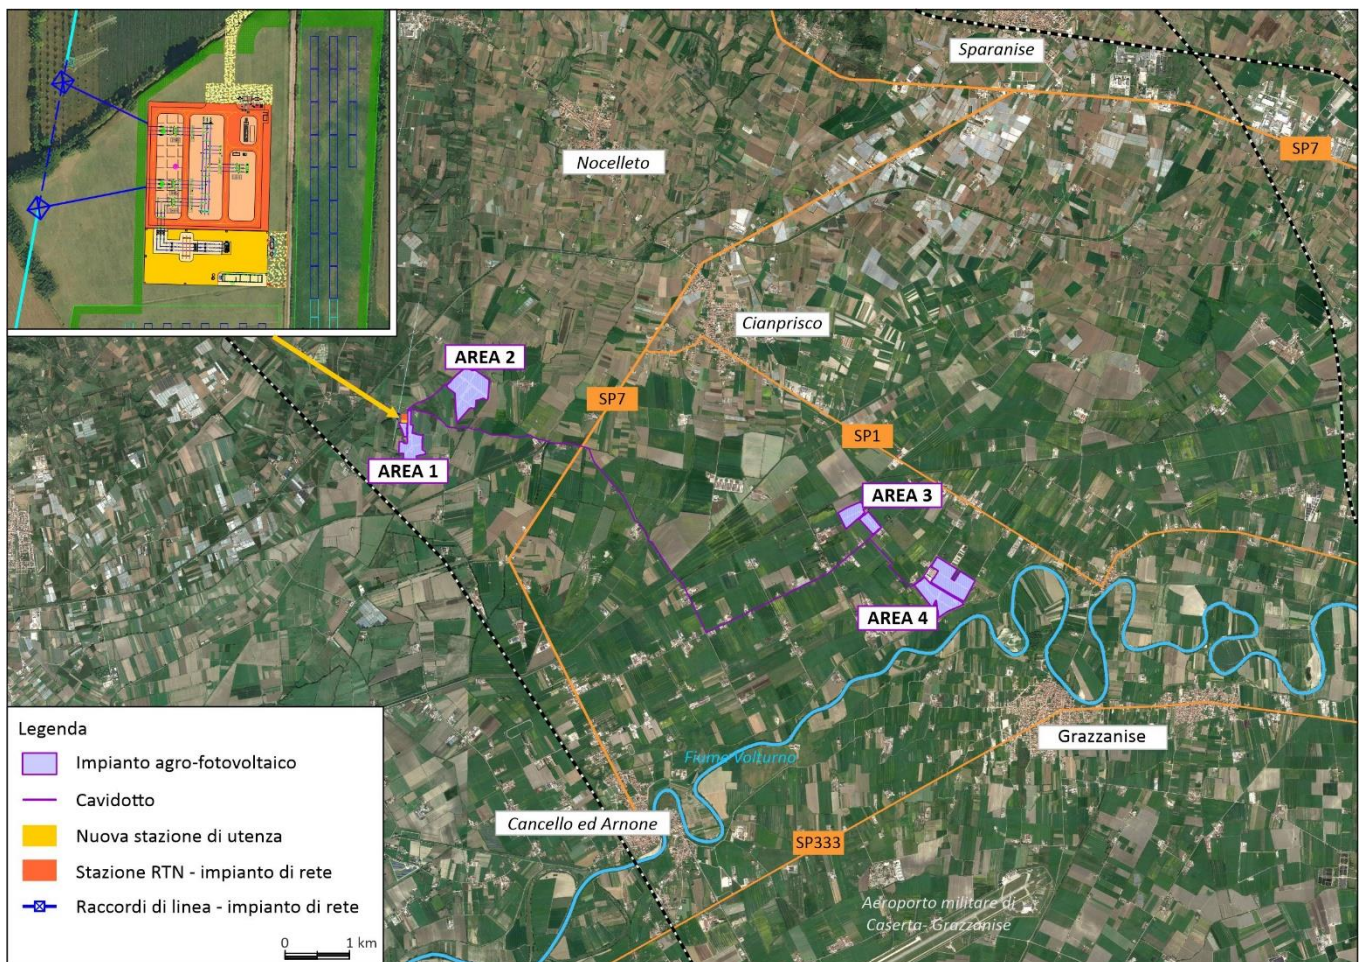 Sparanise
SP7
Nocelleto
Cianprisco
AREA 2
SP7
SP1
AREA 1
AREA 3
AREA 4
Grazzanise
Fiume Volturno
Cancello ed Arnone
SP333
Aeroporto militare di
Caserta- Grazzanise
Legenda
Impianto agro-fotovoltaico
Cavidotto
Nuova stazione di utenza
Stazione RTN - impianto di rete
Raccordi di linea - impianto di rete
0 1 km